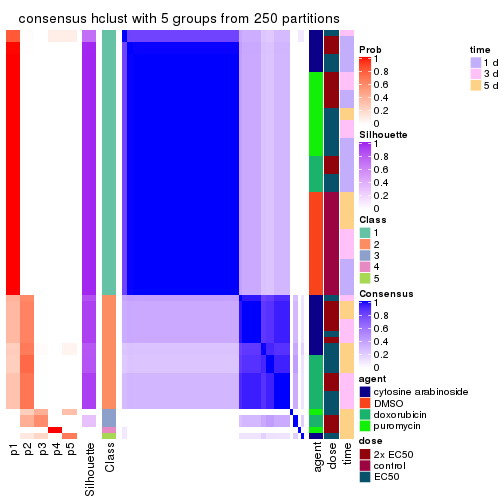 consensus hclust with 5 groups from 250 partitions
Prob
1
0.8
0.6
0.4
0.2
0
Silhouette
1
0.8
0.6
0.4
0.2
0
Class
1
2
3
4
5
Consensus
1
0.8
0.6
0.4
0.2
0
agent
cytosine arabinoside
DMSO
doxorubicin
puromycin
dose
2x EC50
control
EC50
time
1 d
3 d
5 d
p1
p2
p3
p4
p5
Silhouette
Class
agent
dose
time